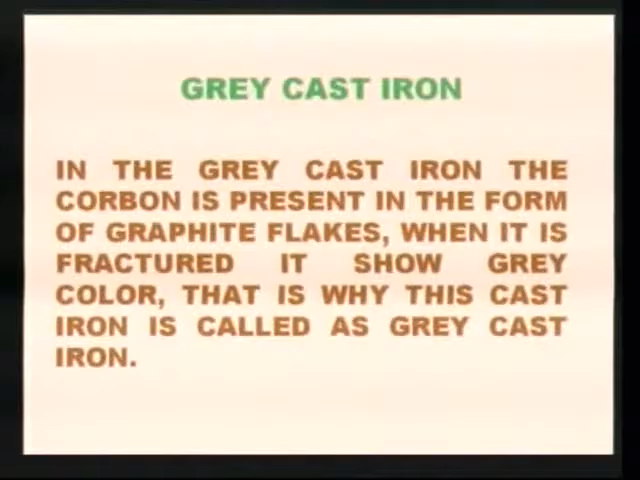 GREY CAST IRON
IN THE GREY CAST IRON THE
CORBON IS PRESENT IN THE FORM
OF GRAPHITE FLAKES, WHEN IT IS
FRACTURED IT SHOW GREY
COLOR, THAT IS WHY THIS CAST
IRON IS CALLED AS GREY CAST
IRON.